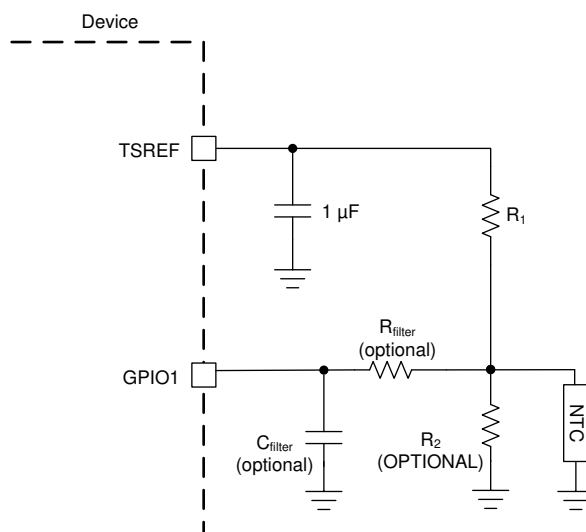 Device
TSREF
1 µF
R1
Rfilter
(optional)
GPIO1
Cfilter
(optional)
R2
(OPTIONAL)
NTC